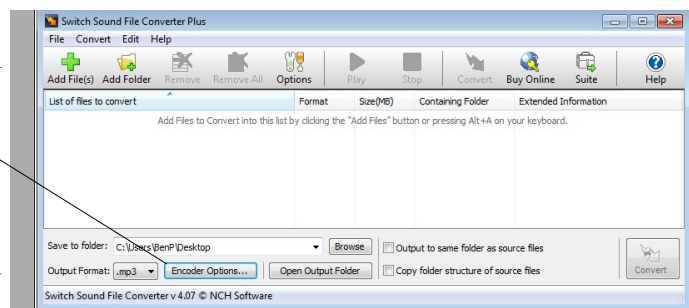 Switch Sound File Converter Plus
File Convert Edit Help
Add File(s) Add Folder Remove Remove All Options Play Stop Convert Buy Online Suite Help
List of files to convert Format Size(MB) Containing Folder Extended Information
Add Files to Convert into this list by clicking the "Add Files" button or pressing Alt+A on your keyboard.
Save to folder: C:\Users\BenP\Desktop Browse Output to same folder as source files
Output Format: .mp3 Encoder Options... Open Output Folder Copy folder structure of source files Convert
Switch Sound File Converter v 4.07 © NCH Software